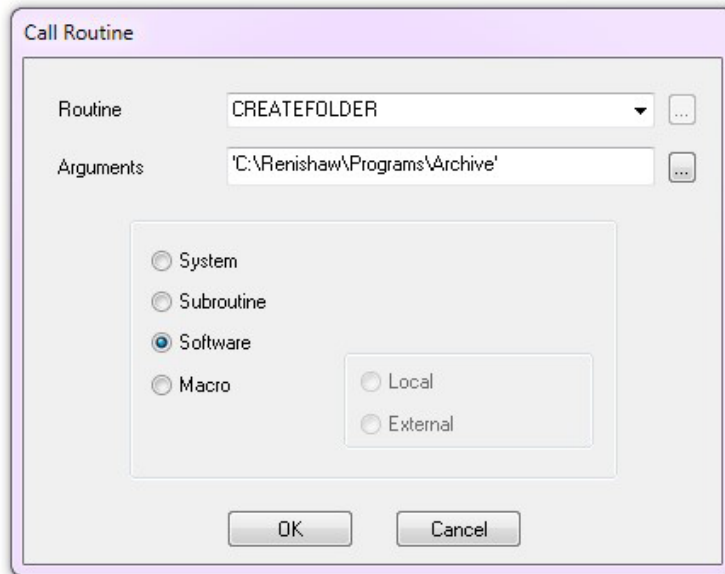 Call Routine
Routine
CREATEFOLDER
...
Arguments
'C:\Renishaw\Programs\Archive'
...
System
Subroutine
Software
Macro
Local
External
OK
Cancel